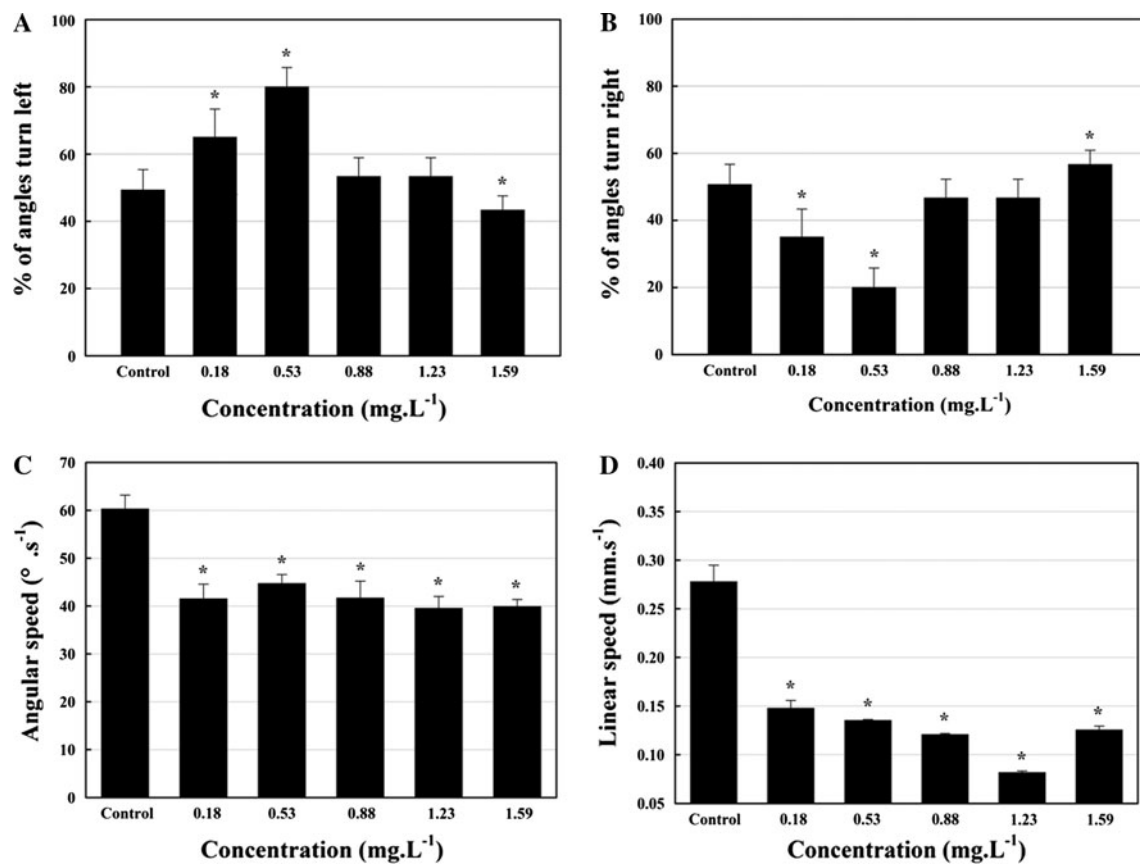 A
% of angles turn left
100
80
60
40
20
0
* * *
Control 0.18 0.53 0.88 1.23 1.59
Concentration (mg.L⁻¹)
B
% of angles turn right
100
80
60
40
20
0
* * *
Control 0.18 0.53 0.88 1.23 1.59
Concentration (mg.L⁻¹)
C
Angular speed (° .s⁻¹)
70
60
50
40
30
20
10
0
* * * * *
Control 0.18 0.53 0.88 1.23 1.59
Concentration (mg.L⁻¹)
D
Linear speed (mm.s⁻¹)
0.40
0.35
0.30
0.25
0.20
0.15
0.10
0.05
* * * * *
Control 0.18 0.53 0.88 1.23 1.59
Concentration (mg.L⁻¹)